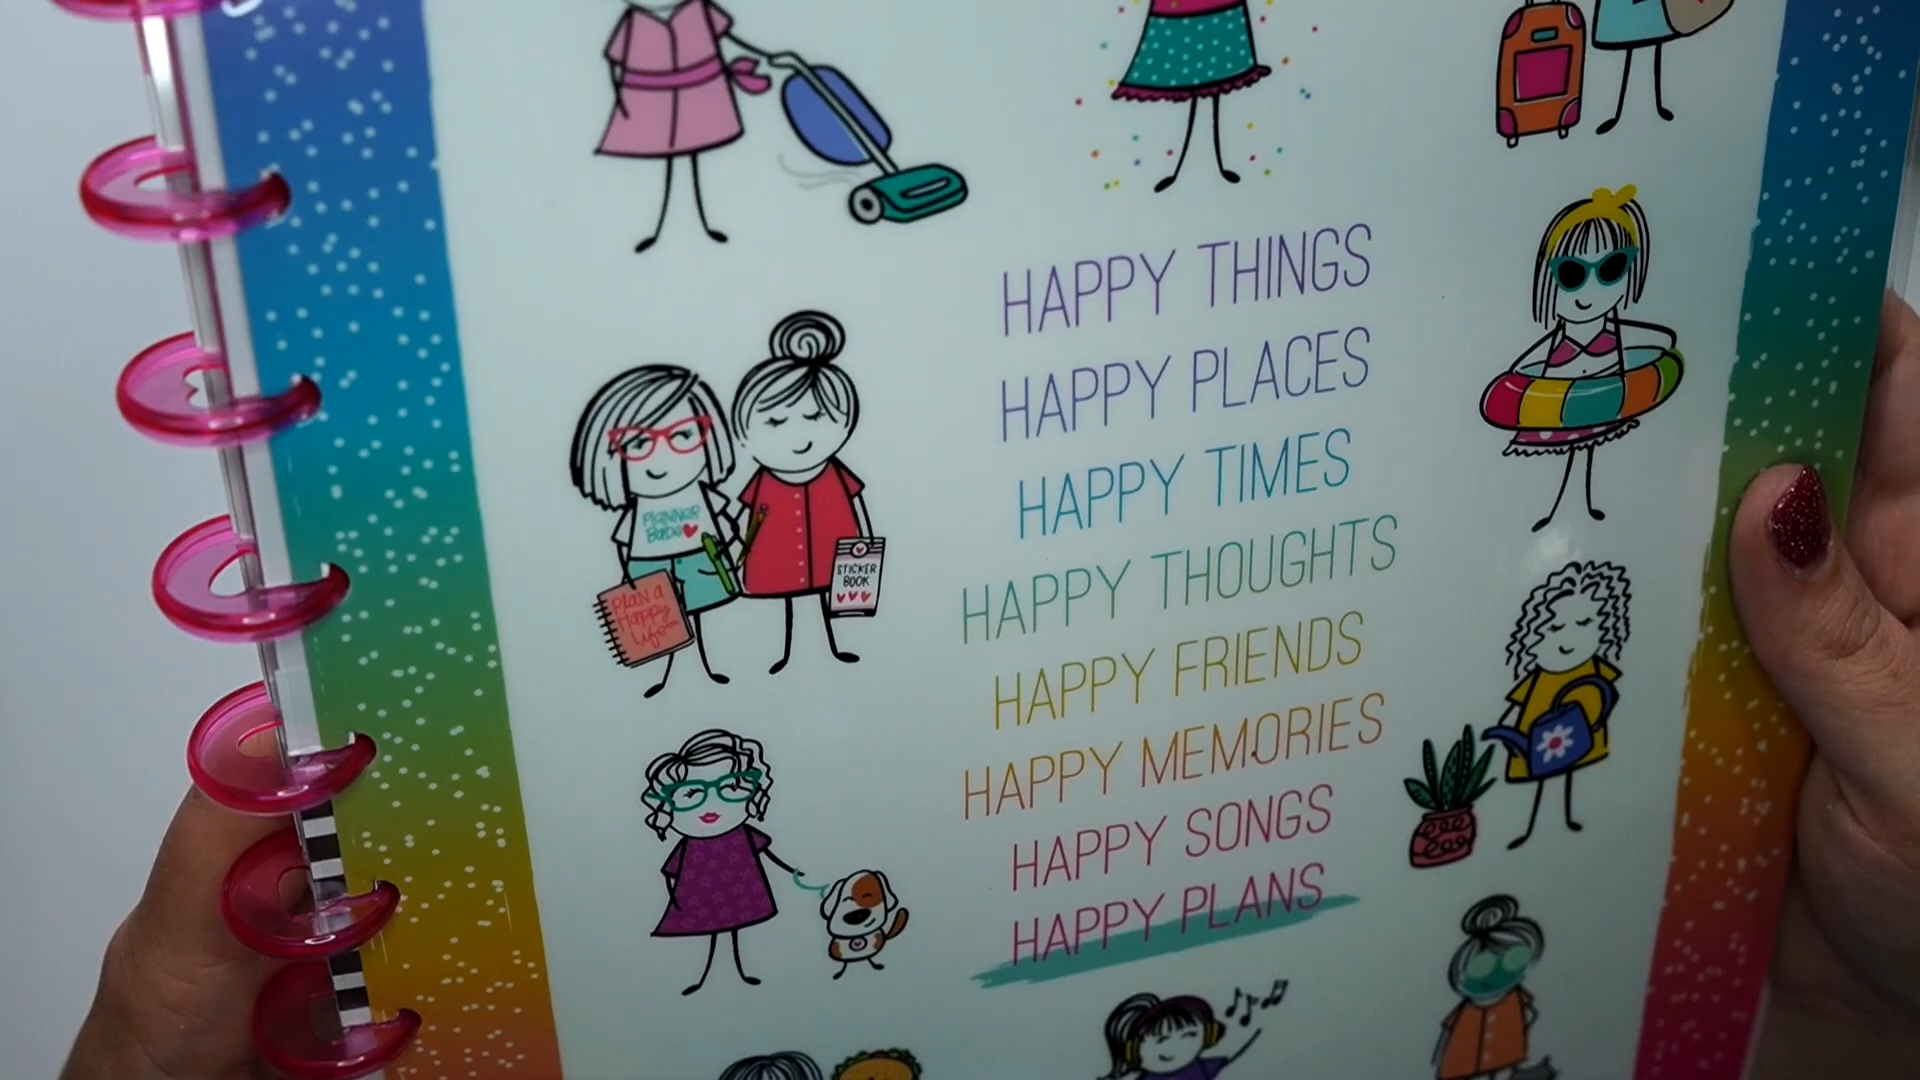 HAPPY THINGS
HAPPY PLACES
HAPPY TIMES
HAPPY THOUGHTS
HAPPY FRIENDS
HAPPY MEMORIES
HAPPY SONGS
HAPPY PLANS
PLANNER
BABE
STICKER
BOOK
PLAN a
Happy
Life™